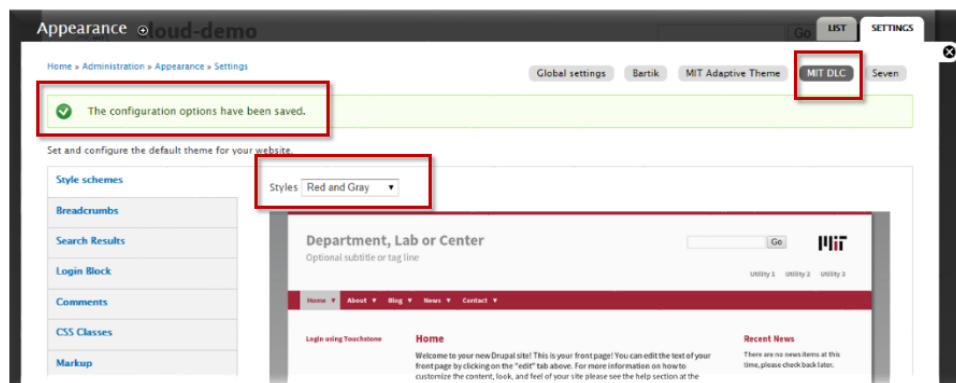 Appearance
loud-demo
Go
LIST
SETTINGS
Home » Administration » Appearance » Settings
Global settings
Bartik
MIT Adaptive Theme
MIT DLC
Seven
The configuration options have been saved.
Set and configure the default theme for your website.
Style schemes
Breadcrumbs
Search Results
Login Block
Comments
CSS Classes
Markup
Styles Red and Gray
Department, Lab or Center
Optional subtitle or tag line
Go
MIT
Utility 1 Utility 2 Utility 3
Home About Blog News Contact
Login using Touchstone
Home
Welcome to your new Drupal site! This is your front page! You can edit the text of your
front page by clicking on the "edit" tab above. For more information on how to
customize the content, look, and feel of your site please see the help section at the
Recent News
There are no news items at this
time, please check back later.